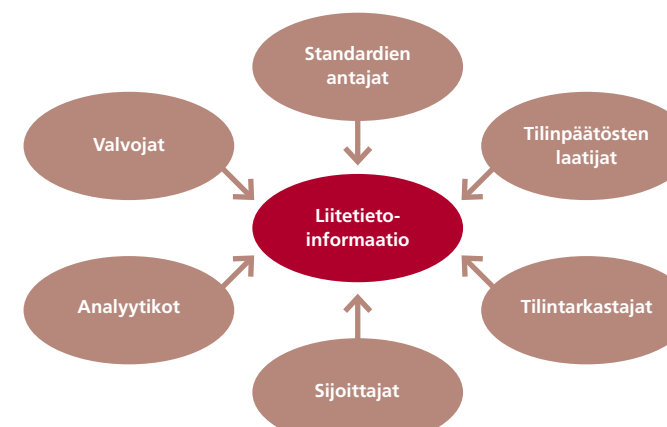 Standardien
antajat
Valvojat
Tilinpäätösten
laatijat
Liitetieto-
informaatio
Analyytikot
Tilintarkastajat
Sijoittajat